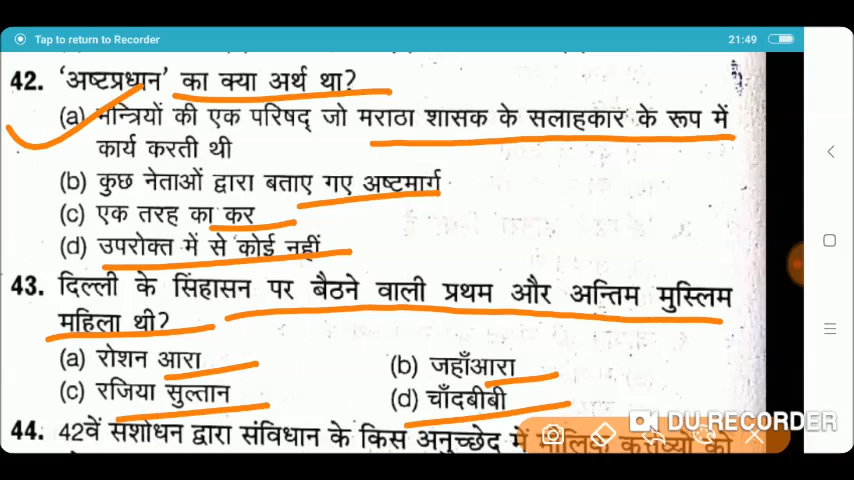 Tap to return to Recorder
21:49
42. ‘अष्टप्रधान’ का क्या अर्थ था?
(a) मन्त्रियों की एक परिषद् जो मराठा शासक के सलाहकार के रूप में
कार्य करती थी
(b) कुछ नेताओं द्वारा बताए गए अष्टमार्ग
(c) एक तरह का कर
(d) उपरोक्त में से कोई नहीं
43. दिल्ली के सिंहासन पर बैठने वाली प्रथम और अन्तिम मुस्लिम
महिला थी?
(a) रोशन आरा
(b) जहाँआरा
(c) रजिया सुल्तान
(d) चाँदबीबी
44. 42वें संशोधन द्वारा संविधान के किस अनुच्छेद में मौलिक कर्त्तव्यों को
DU RECORDER